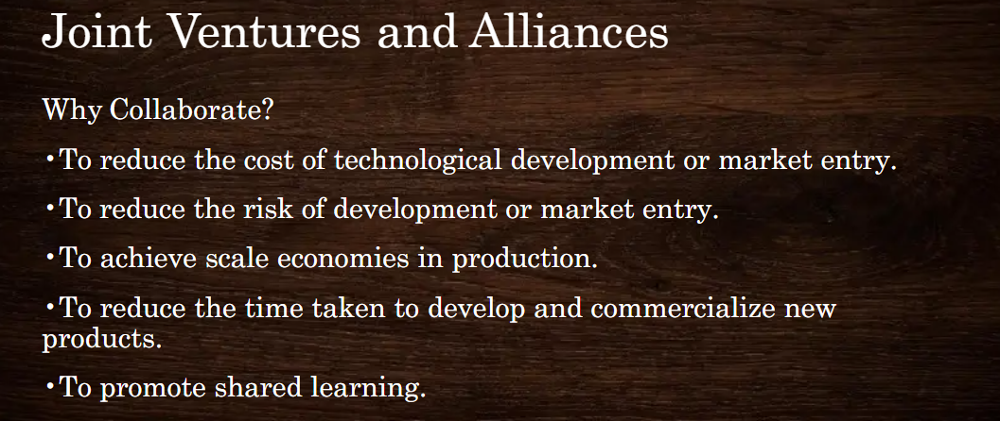 Joint Ventures and Alliances
Why Collaborate?
•To reduce the cost of technological development or market entry.
•To reduce the risk of development or market entry.
•To achieve scale economies in production.
•To reduce the time taken to develop and commercialize new
products.
•To promote shared learning.